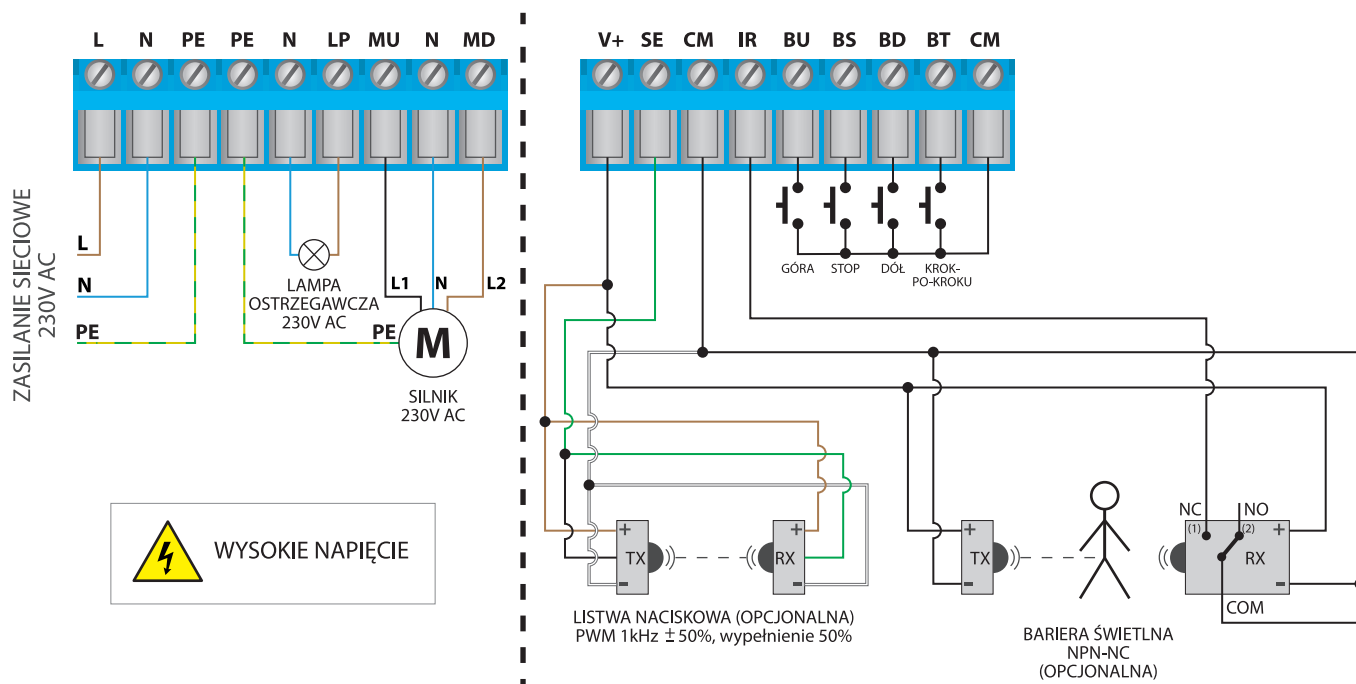 L N PE PE N LP MU N MD
V+ SE CM IR BU BS BD BT CM
ZASILANIE SIECIOWE
230V AC
L
N
PE
LAMPA
OSTRZEGAWCZA
230V AC
L1 N L2
PE
M
SILNIK
230V AC
WYSOKIE NAPIĘCIE
GÓRA STOP DÓŁ KROK-
PO-KROKU
+ TX -
+ RX -
LISTWA NACISKOWA (OPCJONALNA)
PWM 1kHz ±50%, wypełnienie 50%
+ TX -
NC NO
(1) (2) +
RX
-
COM
BARIERA ŚWIETLNA
NPN-NC
(OPCJONALNA)